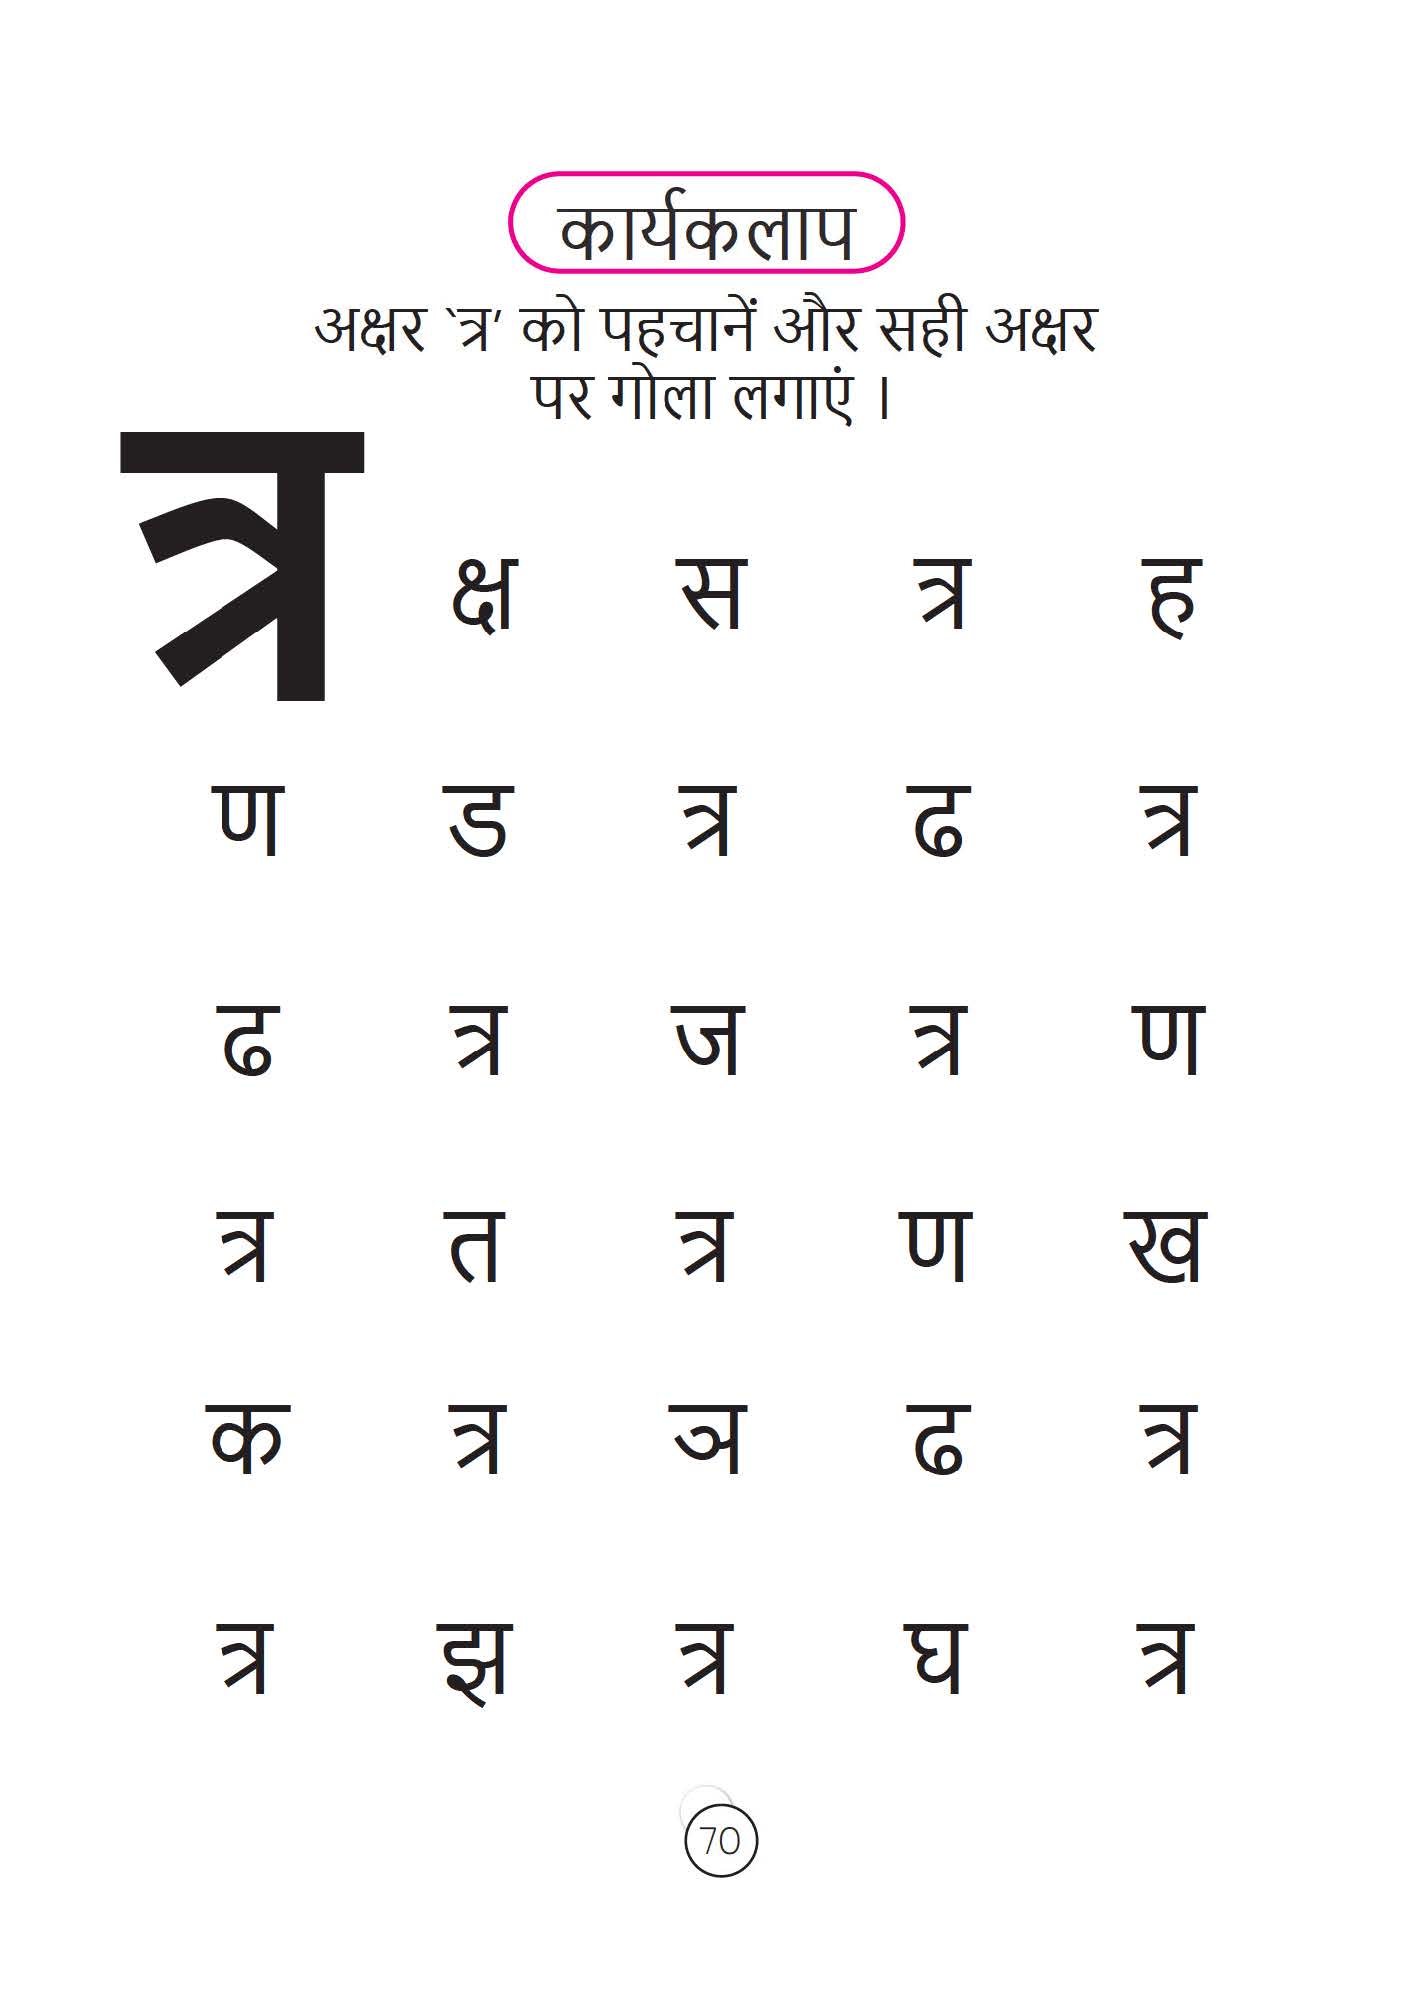 कार्यकलाप
अक्षर `त्र’ को पहचानें और सही अक्षर
पर गोला लगाएं ।
त्र
क्ष स त्र ह
ण ड त्र ढ त्र
ढ त्र ज त्र ण
त्र त त्र ण ख
क त्र ञ ढ त्र
त्र झ त्र घ त्र
70